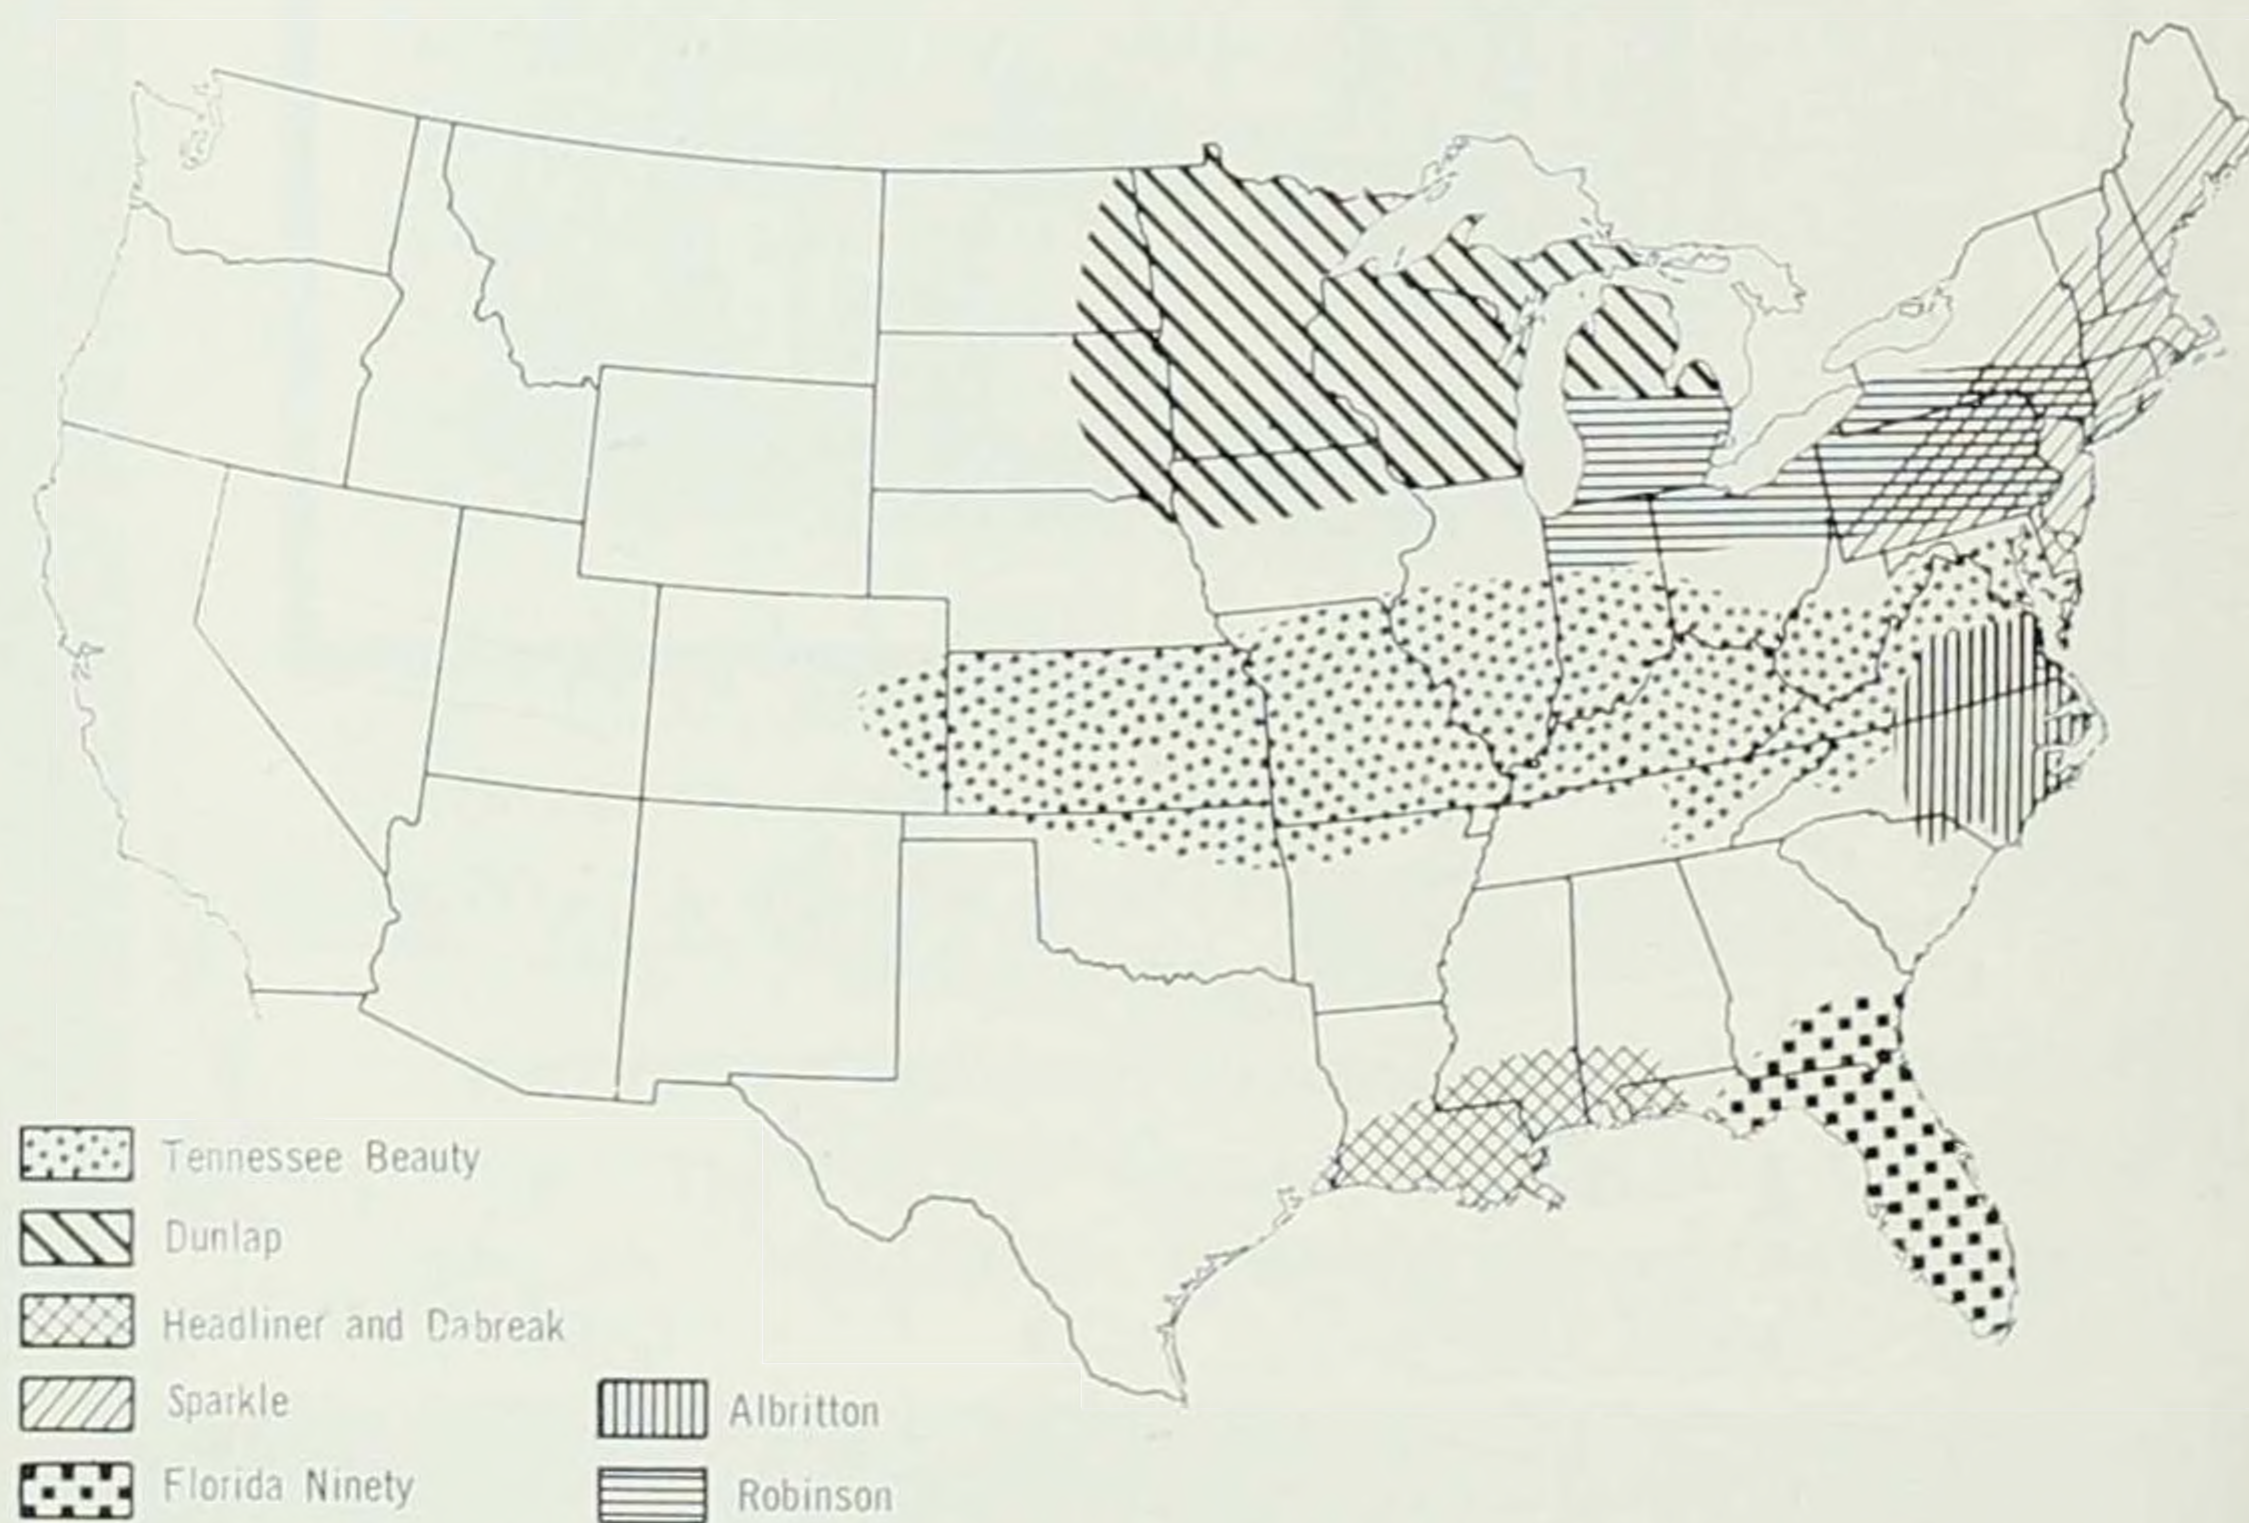 Tennessee Beauty
Dunlap
Headliner and Dabreak
Sparkle
Florida Ninety
Albritton
Robinson